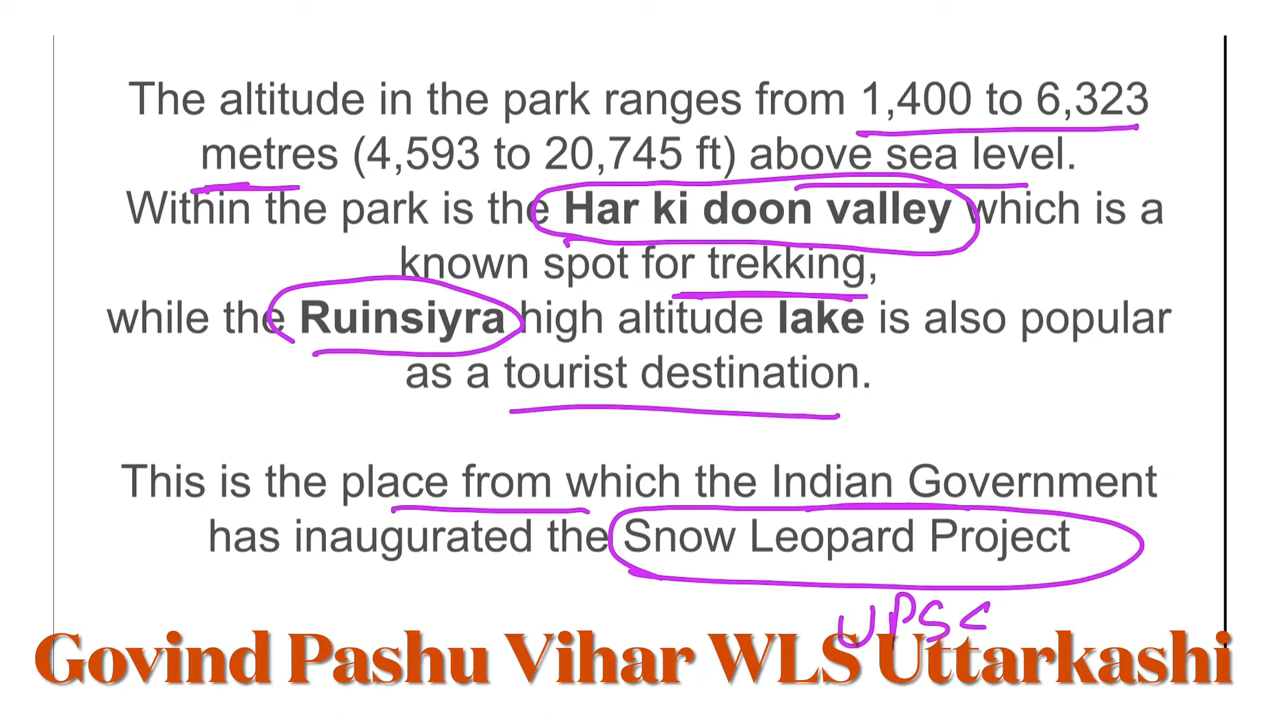 The altitude in the park ranges from 1,400 to 6,323
metres (4,593 to 20,745 ft) above sea level.
Within the park is the Har ki doon valley which is a
known spot for trekking,
while the Ruinsiyra high altitude lake is also popular
as a tourist destination.
This is the place from which the Indian Government
has inaugurated the Snow Leopard Project
UPSC
Govind Pashu Vihar WLS Uttarkashi